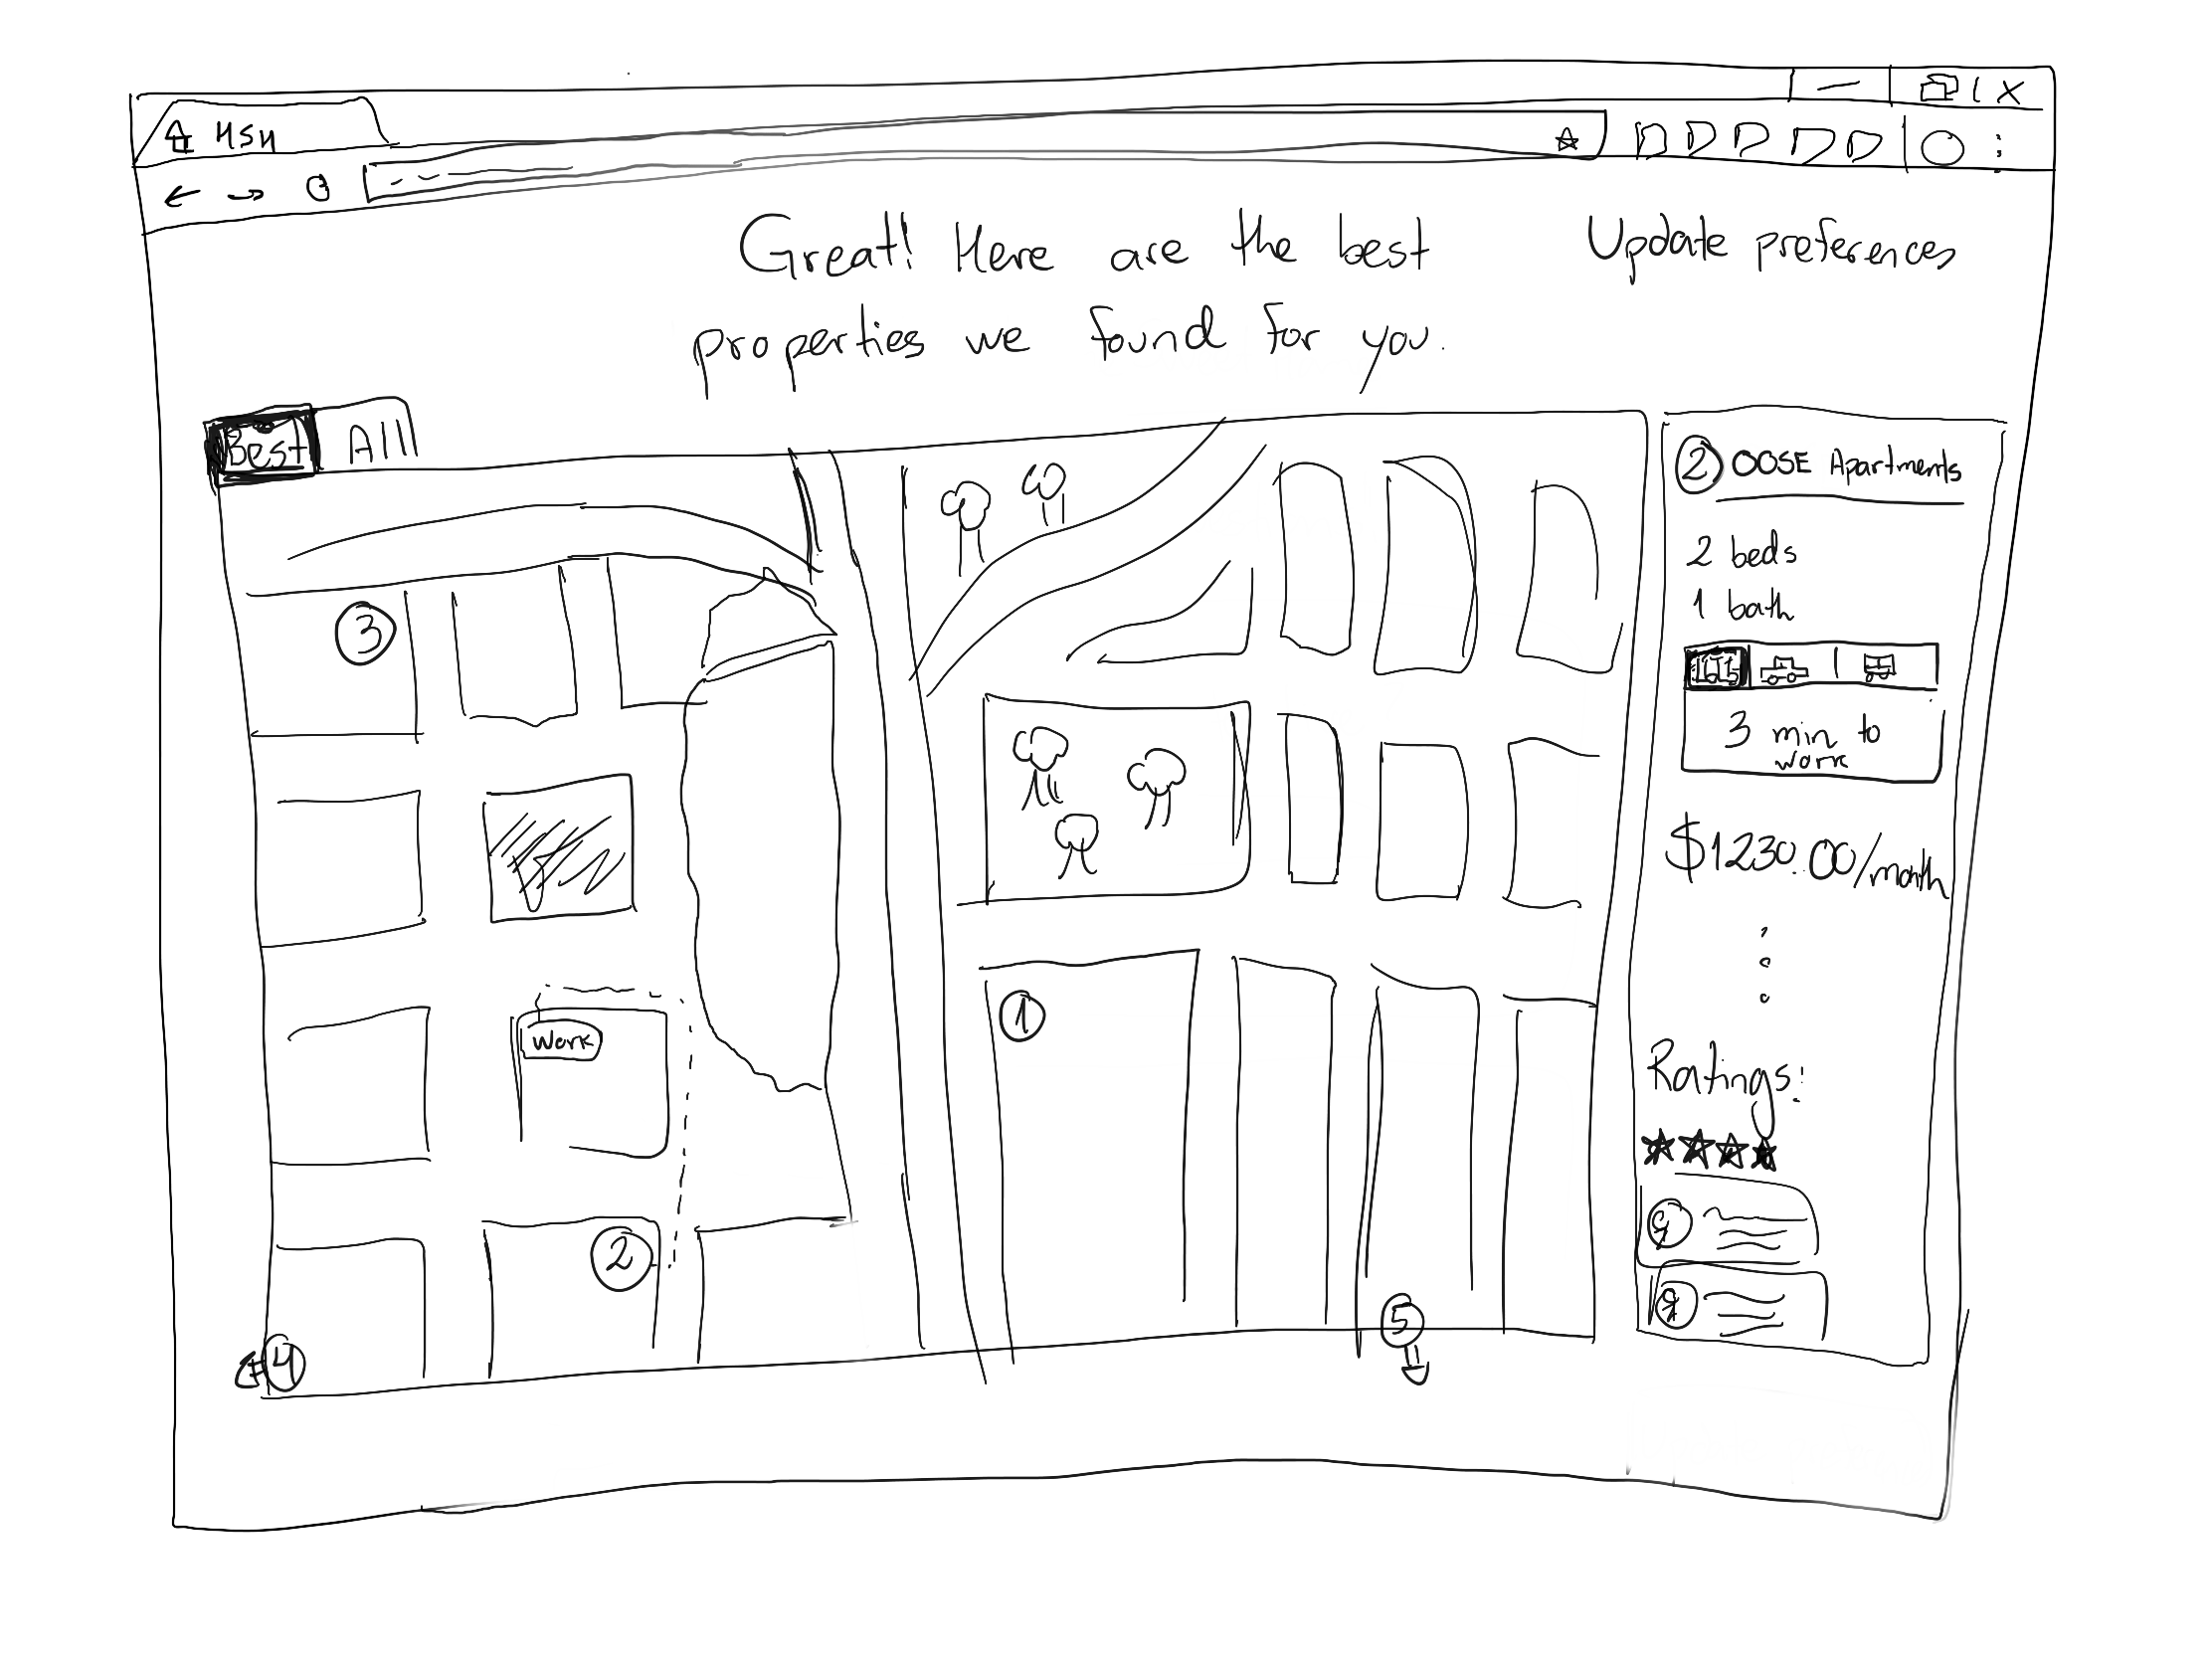 HSH
Great! Here are the best
properties we found for you.
Update preferences
Best All
3
Work
1
2
4
5
2 OOSE Apartments
2 beds
1 bath
3 min to
work
$1230.00/month
Ratings: